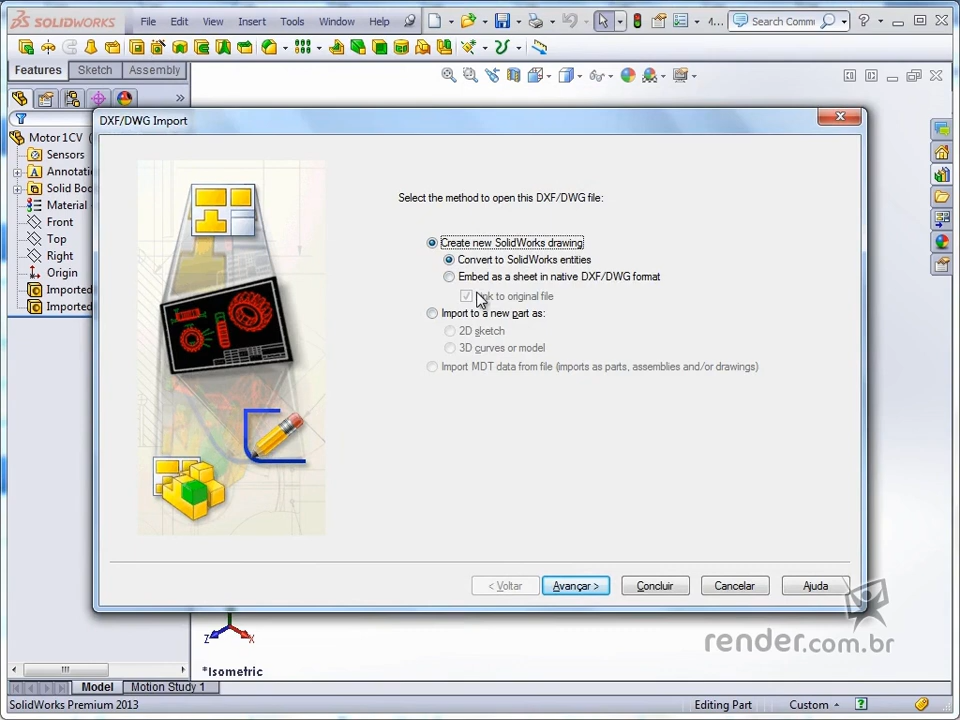 SOLIDWORKS File Edit View Insert Tools Window Help 4... Search Comm
Features Sketch Assembly
DXF/DWG Import
Motor 1CV (
Sensors
Annotatio
Solid Boo
Material
Front
Top
Right
Origin
Imported
Imported
Select the method to open this DXF/DWG file:
Create new SolidWorks drawing
Convert to SolidWorks entities
Embed as a sheet in native DXF/DWG format
to original file
Import to a new part as:
2D sketch
3D curves or model
Import MDT data from file (imports as parts, assemblies and/or drawings)
< Voltar Avançar > Concluir Cancelar Ajuda
render.com.br
Z X
*Isometric
Model Motion Study 1
SolidWorks Premium 2013 Editing Part Custom